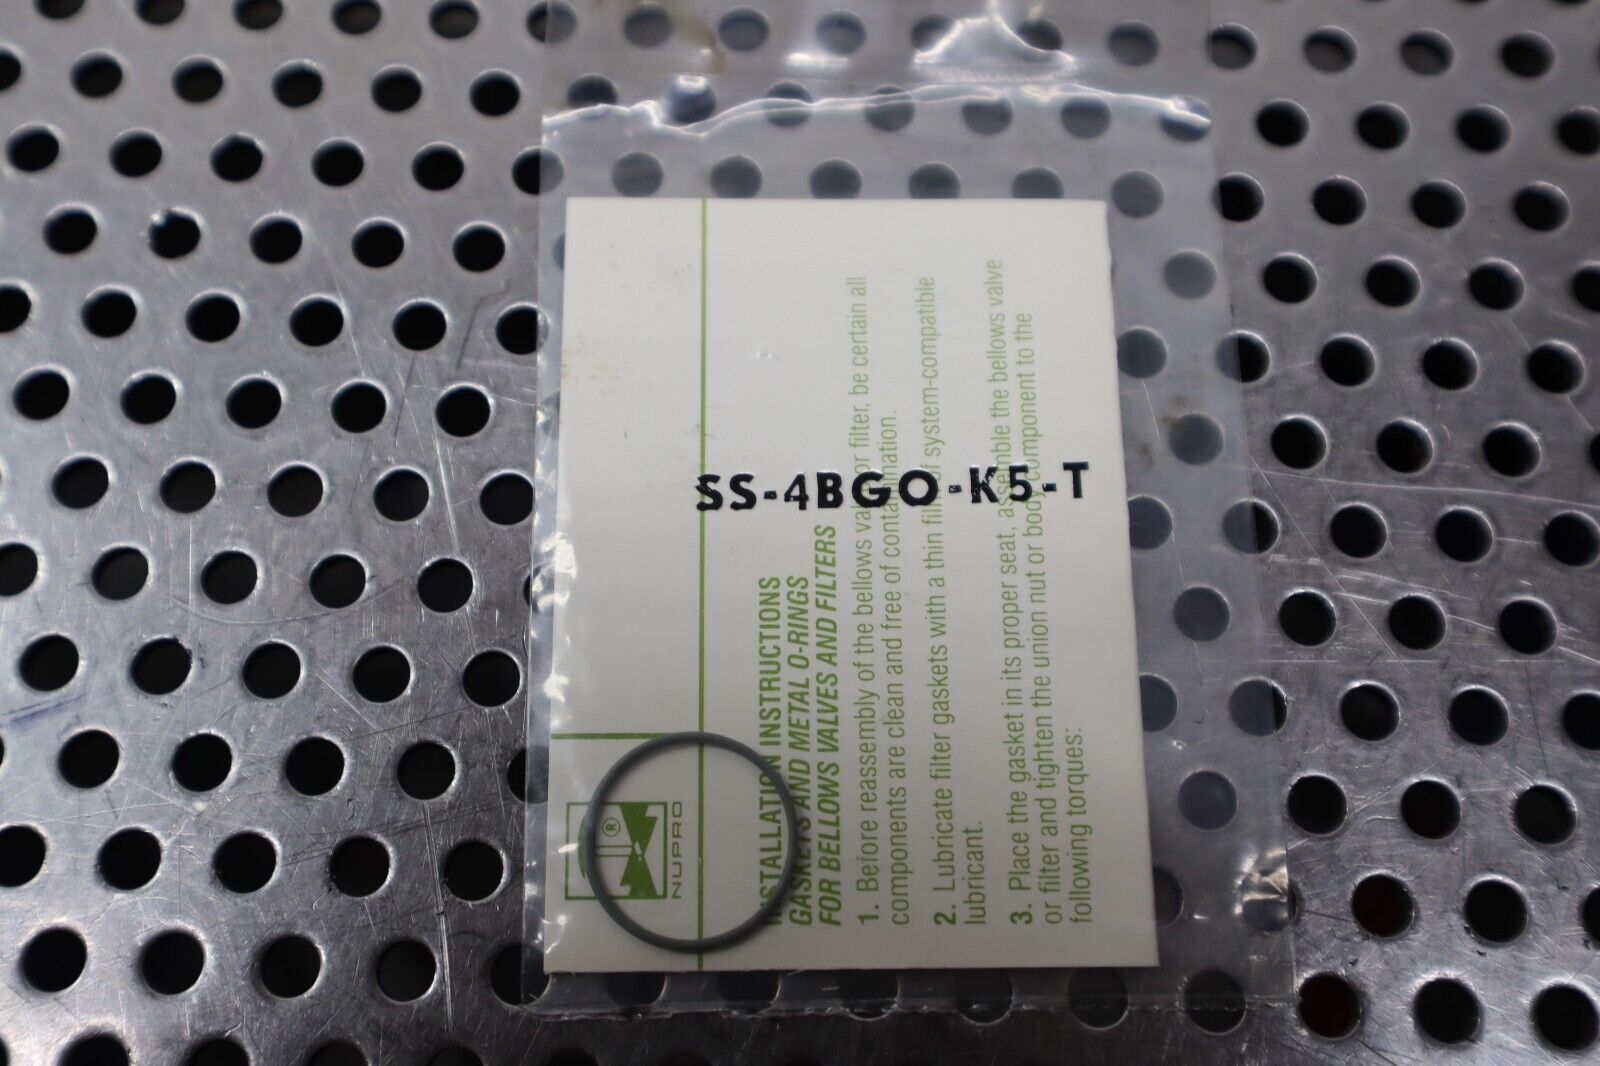 SS-4BGO-K5-T
®
NUPRO
INSTALLATION INSTRUCTIONS
GASKETS AND METAL O-RINGS
FOR BELLOWS VALVES AND FILTERS
1. Before reassembly of the bellows valve or filter, be certain all
components are clean and free of contamination.
2. Lubricate filter gaskets with a thin film of system-compatible
lubricant.
3. Place the gasket in its proper seat, assemble the bellows valve
or filter and tighten the union nut or body component to the
following torques: